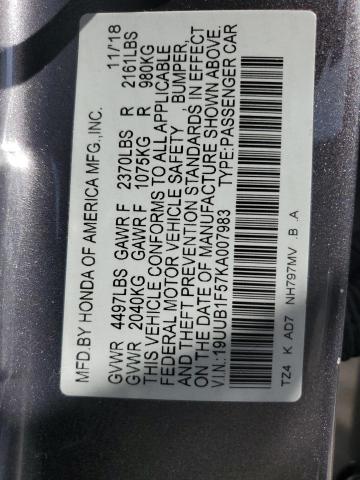 MFD.BY HONDA OF AMERICA MFG.,INC. 11/18
GVWR 4497LBS GAWR F 2370LBS R 2161LBS
GVWR 2040KG GAWR F 1075KG R 980KG
THIS VEHICLE CONFORMS TO ALL APPLICABLE
FEDERAL MOTOR VEHICLE SAFETY, BUMPER,
AND THEFT PREVENTION STANDARDS IN EFFECT
ON THE DATE OF MANUFACTURE SHOWN ABOVE.
V.I.N.:19UUB1F57KA007983 TYPE:PASSENGER CAR
TZ4 K AD7 NH797MV .B .A